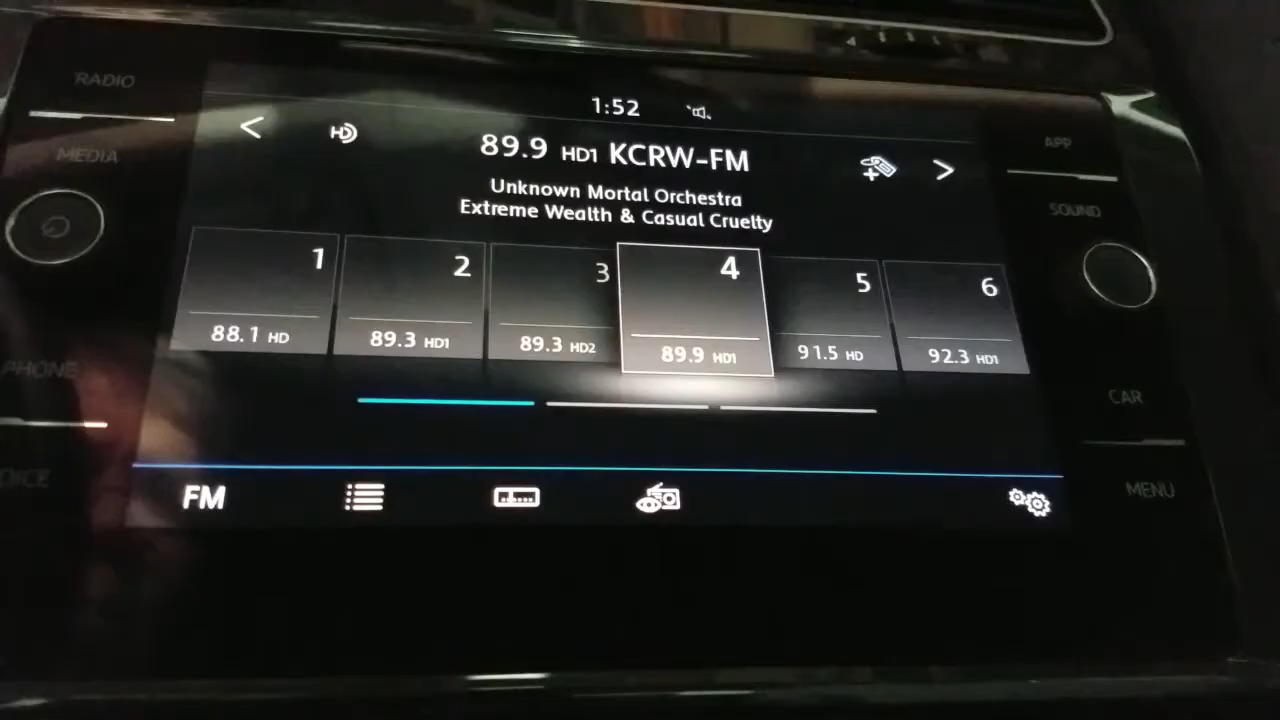 RADIO
MEDIA
PHONE
OICE
1:52
HD
89.9 HD1 KCRW-FM
Unknown Mortal Orchestra
Extreme Wealth & Casual Cruelty
1
2
3
4
5
6
88.1 HD
89.3 HD1
89.3 HD2
89.9 HD1
91.5 HD
92.3 HD1
FM
APP
SOUND
CAR
MENU